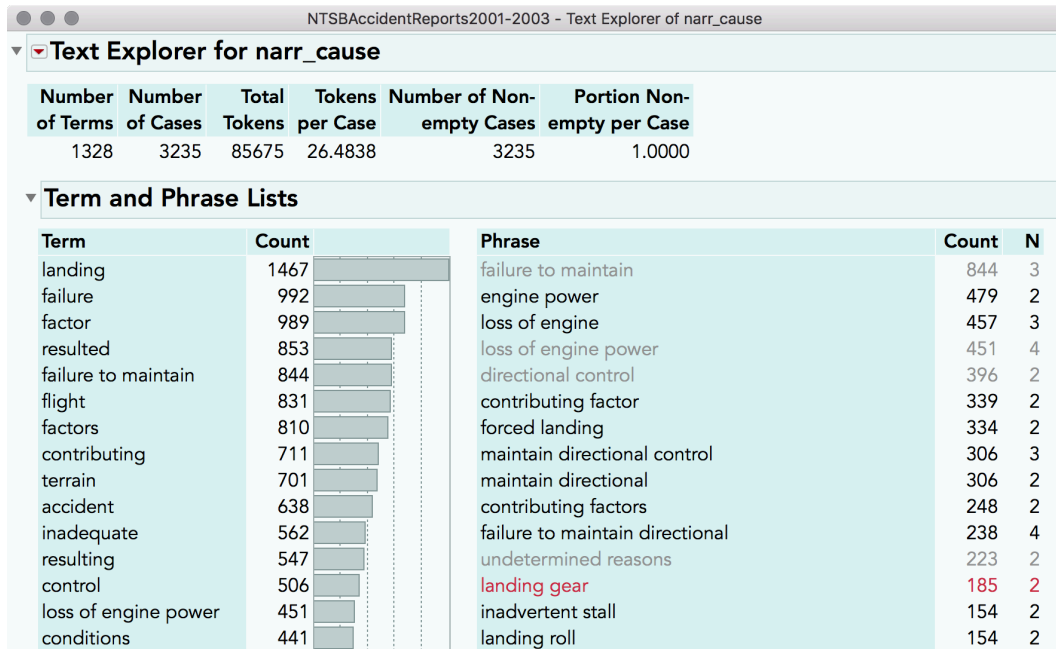 NTSBAccidentReports2001-2003 - Text Explorer of narr_cause
Text Explorer for narr_cause
Number Number Total Tokens Number of Non- Portion Non-
of Terms of Cases Tokens per Case empty Cases empty per Case
1328 3235 85675 26.4838 3235 1.0000
Term and Phrase Lists
Term Count Phrase Count N
landing 1467 failure to maintain 844 3
failure 992 engine power 479 2
factor 989 loss of engine 457 3
resulted 853 loss of engine power 451 4
failure to maintain 844 directional control 396 2
flight 831 contributing factor 339 2
factors 810 forced landing 334 2
contributing 711 maintain directional control 306 3
terrain 701 maintain directional 306 2
accident 638 contributing factors 248 2
inadequate 562 failure to maintain directional 238 4
resulting 547 undetermined reasons 223 2
control 506 landing gear 185 2
loss of engine power 451 inadvertent stall 154 2
conditions 441 landing roll 154 2